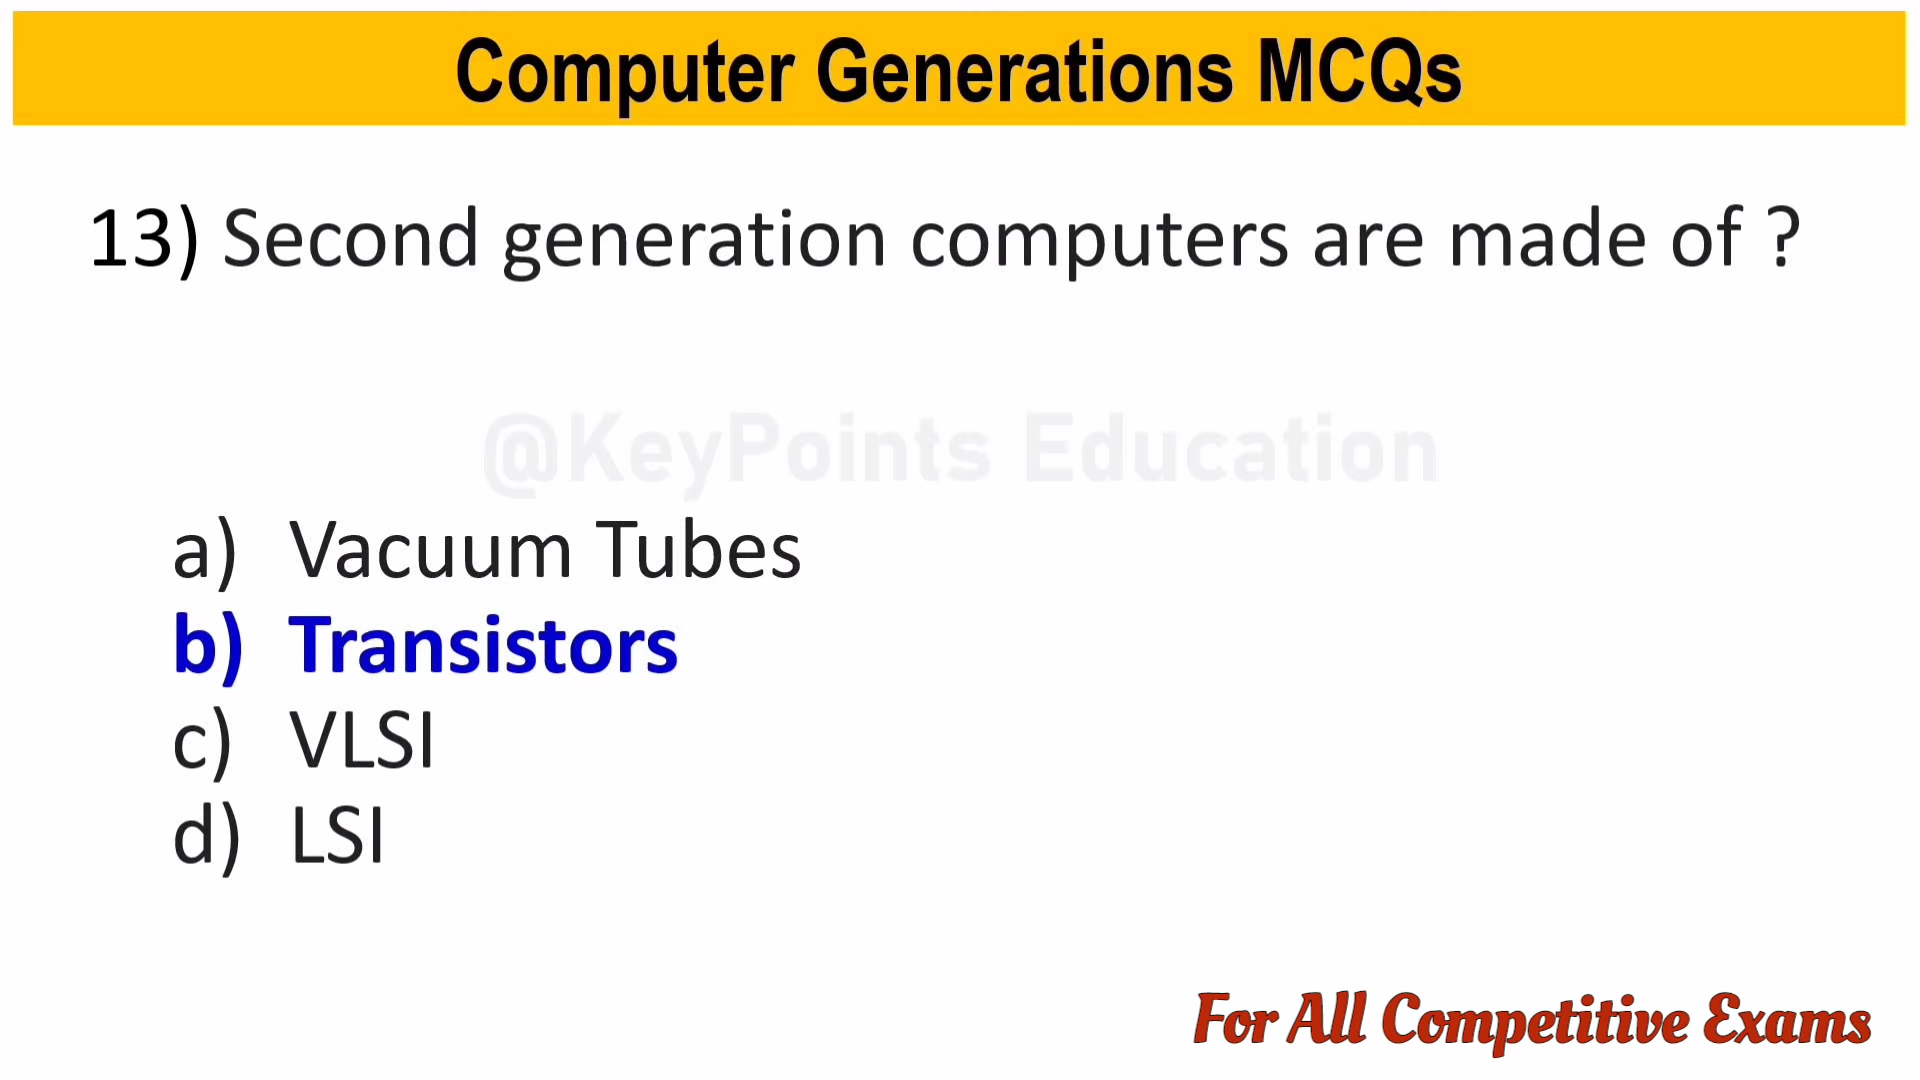 Computer Generations MCQs
13) Second generation computers are made of ?
@KeyPoints Education
a) Vacuum Tubes
b) Transistors
c) VLSI
d) LSI
For All Competitive Exams